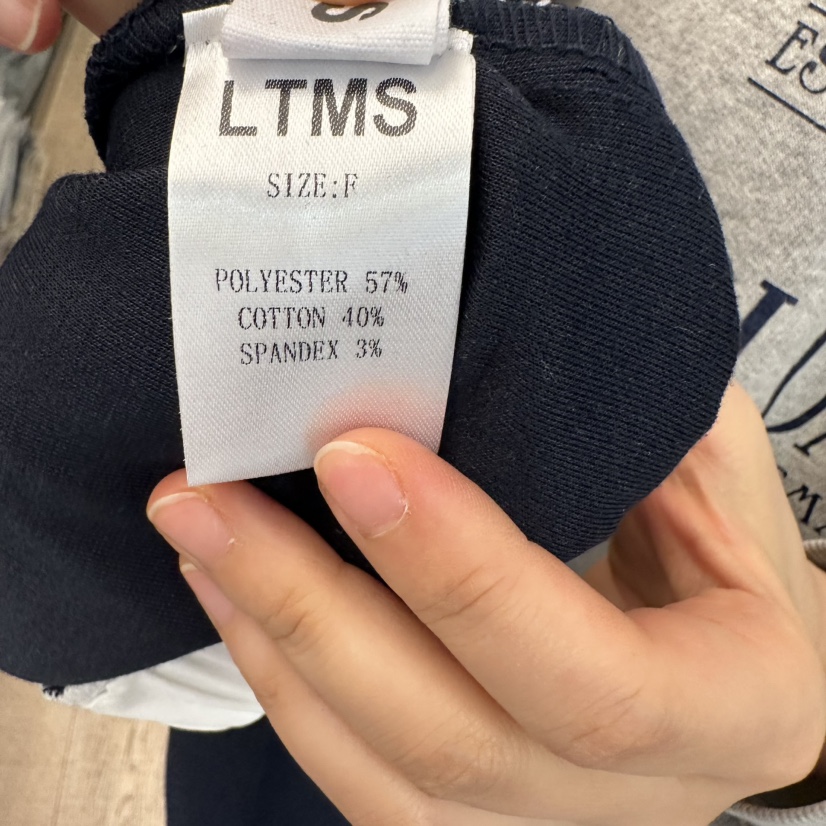 S
LTMS
SIZE:F
POLYESTER 57%
COTTON 40%
SPANDEX 3%